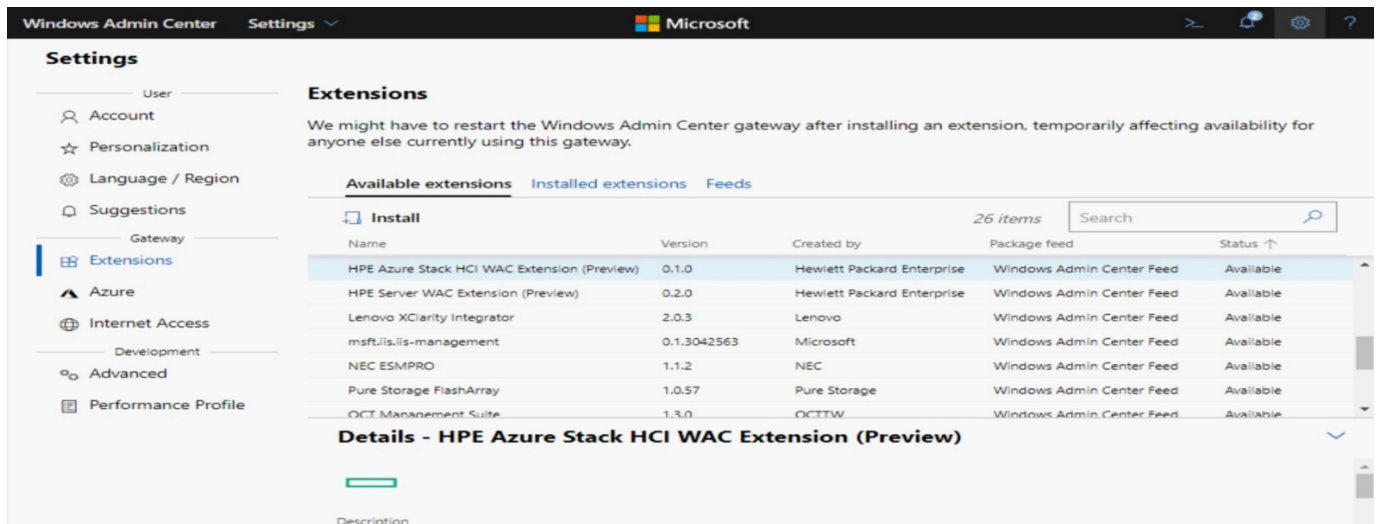 Windows Admin Center Settings Microsoft >_ 2 ?
Settings
User
Account
Personalization
Language / Region
Suggestions
Gateway
Extensions
Azure
Internet Access
Development
Advanced
Performance Profile
Extensions
We might have to restart the Windows Admin Center gateway after installing an extension, temporarily affecting availability for
anyone else currently using this gateway.
Available extensions Installed extensions Feeds
Install 26 items Search
Name Version Created by Package feed Status ↑
HPE Azure Stack HCI WAC Extension (Preview) 0.1.0 Hewlett Packard Enterprise Windows Admin Center Feed Available
HPE Server WAC Extension (Preview) 0.2.0 Hewlett Packard Enterprise Windows Admin Center Feed Available
Lenovo XClarity Integrator 2.0.3 Lenovo Windows Admin Center Feed Available
msft.iis.iis-management 0.1.3042563 Microsoft Windows Admin Center Feed Available
NEC ESMPRO 1.1.2 NEC Windows Admin Center Feed Available
Pure Storage FlashArray 1.0.57 Pure Storage Windows Admin Center Feed Available
QCT Management Suite 1.3.0 QCTTW Windows Admin Center Feed Available
Details - HPE Azure Stack HCI WAC Extension (Preview)
Description